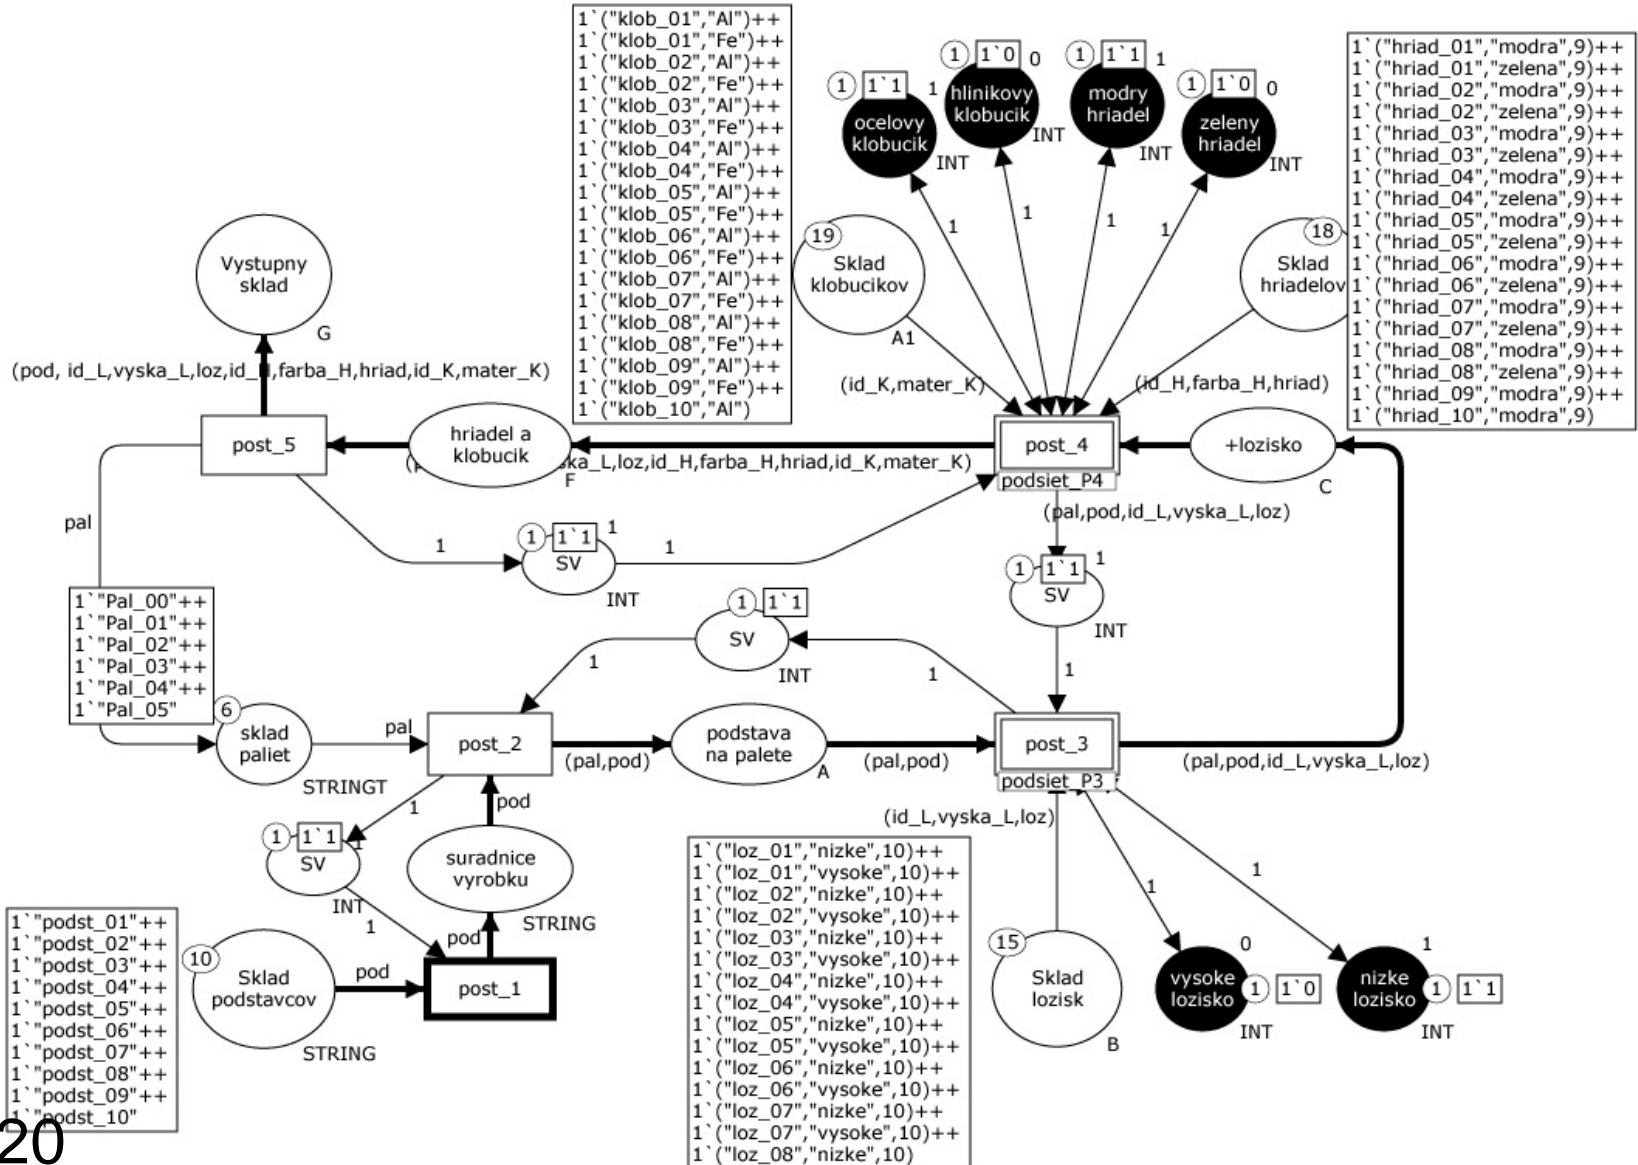 1`("klob_01","Al")++
1`("klob_01","Fe")++
1`("klob_02","Al")++
1`("klob_02","Fe")++
1`("klob_03","Al")++
1`("klob_03","Fe")++
1`("klob_04","Al")++
1`("klob_04","Fe")++
1`("klob_05","Al")++
1`("klob_05","Fe")++
1`("klob_06","Al")++
1`("klob_06","Fe")++
1`("klob_07","Al")++
1`("klob_07","Fe")++
1`("klob_08","Al")++
1`("klob_08","Fe")++
1`("klob_09","Al")++
1`("klob_09","Fe")++
1`("klob_10","Al")
1 1`1 1
ocelovy
klobucik
INT
1 1`0 0
hlinikovy
klobucik
INT
1 1`1 1
modry
hriadel
INT
1 1`0 0
zeleny
hriadel
INT
1`("hriad_01","modra",9)++
1`("hriad_01","zelena",9)++
1`("hriad_02","modra",9)++
1`("hriad_02","zelena",9)++
1`("hriad_03","modra",9)++
1`("hriad_03","zelena",9)++
1`("hriad_04","modra",9)++
1`("hriad_04","zelena",9)++
1`("hriad_05","modra",9)++
1`("hriad_05","zelena",9)++
1`("hriad_06","modra",9)++
1`("hriad_06","zelena",9)++
1`("hriad_07","modra",9)++
1`("hriad_07","zelena",9)++
1`("hriad_08","modra",9)++
1`("hriad_08","zelena",9)++
1`("hriad_09","modra",9)++
1`("hriad_10","modra",9)
1
1
1
1
19
Sklad
klobucikov
A1
18
Sklad
hriadelov
Vystupny
sklad
G
(pod, id_L,vyska_L,loz,id_H,farba_H,hriad,id_K,mater_K)
(id_K,mater_K)
(id_H,farba_H,hriad)
post_5
hriadel a
klobucik
F
ska_L,loz,id_H,farba_H,hriad,id_K,mater_K)
post_4
podsiet_P4
+lozisko
C
(pal,pod,id_L,vyska_L,loz)
pal
1
1 1`1 1
SV
INT
1
1 1`1 1
SV
INT
1
1`"Pal_00"++
1`"Pal_01"++
1`"Pal_02"++
1`"Pal_03"++
1`"Pal_04"++
1`"Pal_05"
1 1`1
SV
INT
1
1
6
sklad
paliet
STRINGT
pal
post_2
(pal,pod)
podstava
na palete
A
(pal,pod)
post_3
podsiet_P3
(pal,pod,id_L,vyska_L,loz)
1
1 1`1 1
SV
INT
1
pod
suradnice
vyrobku
STRING
pod
(id_L,vyska_L,loz)
1
1
1`"podst_01"++
1`"podst_02"++
1`"podst_03"++
1`"podst_04"++
1`"podst_05"++
1`"podst_06"++
1`"podst_07"++
1`"podst_08"++
1`"podst_09"++
1`"podst_10"
10
Sklad
podstavcov
STRING
pod
post_1
1`("loz_01","nizke",10)++
1`("loz_01","vysoke",10)++
1`("loz_02","nizke",10)++
1`("loz_02","vysoke",10)++
1`("loz_03","nizke",10)++
1`("loz_03","vysoke",10)++
1`("loz_04","nizke",10)++
1`("loz_04","vysoke",10)++
1`("loz_05","nizke",10)++
1`("loz_05","vysoke",10)++
1`("loz_06","nizke",10)++
1`("loz_06","vysoke",10)++
1`("loz_07","nizke",10)++
1`("loz_07","vysoke",10)++
1`("loz_08","nizke",10)
15
Sklad
lozisk
B
0
vysoke
lozisko
1 1`0
INT
1
nizke
lozisko
1 1`1
INT
20